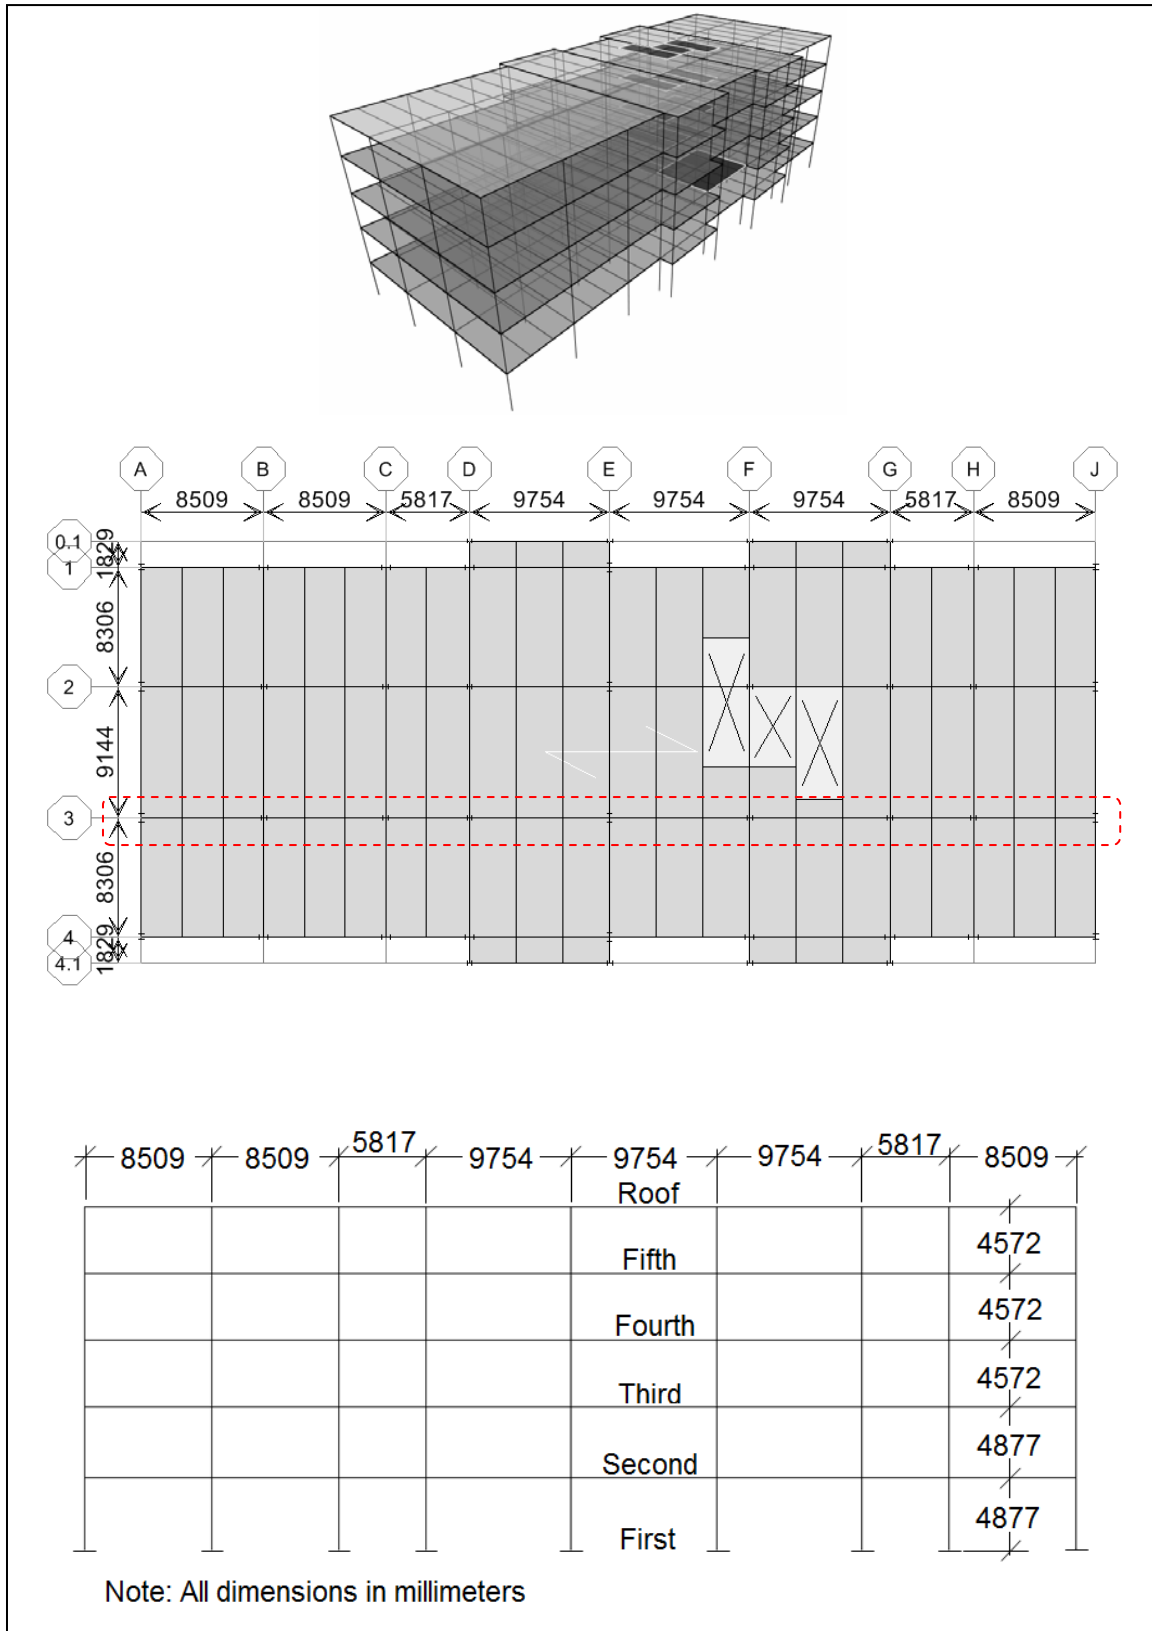 A B C D E F G H J
8509 8509 5817 9754 9754 9754 5817 8509
0.1
1829
1
8306
2
9144
3
8306
4
1829
4.1
8509 8509 5817 9754 9754 9754 5817 8509
Roof
4572
Fifth
4572
Fourth
4572
Third
4877
Second
4877
First
Note: All dimensions in millimeters